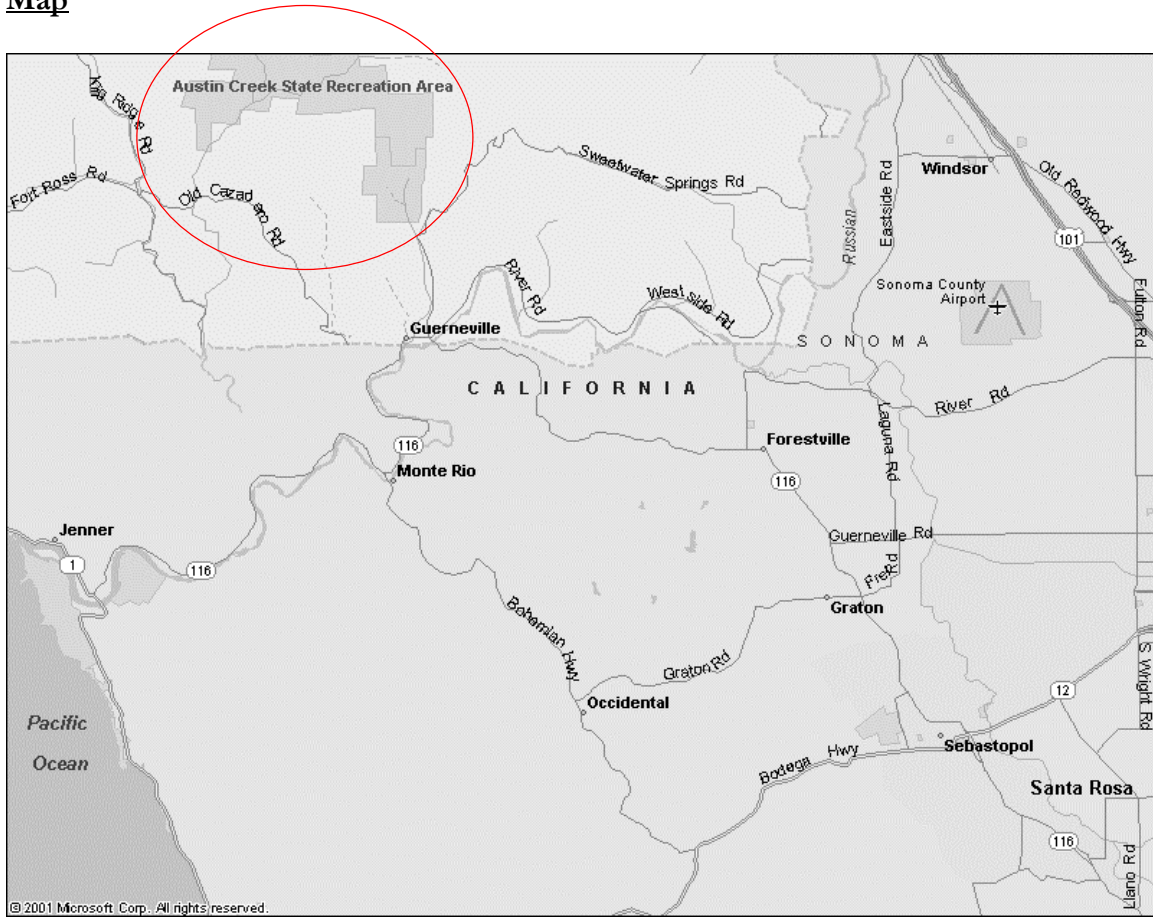 Map
Austin Creek State Recreation Area
King Ridge Rd
Fort Ross Rd
Old Cazadero Rd
Sweetwater Springs Rd
Windsor
Old Redwood Hwy
Eastside Rd
Russian
101
Sonoma County
Airport
Fulton Rd
River Rd
West side Rd
Guerneville
SONOMA
CALIFORNIA
River Rd
Laguna Rd
116
Forestville
Monte Rio
116
Jenner
1
116
Guerneville Rd
Frei Rd
Graton
Bohemian Hwy
Graton Rd
S Wright Rd
12
Occidental
Pacific
Ocean
Sebastopol
Bodega Hwy
Santa Rosa
116
Llano Rd
© 2001 Microsoft Corp. All rights reserved.